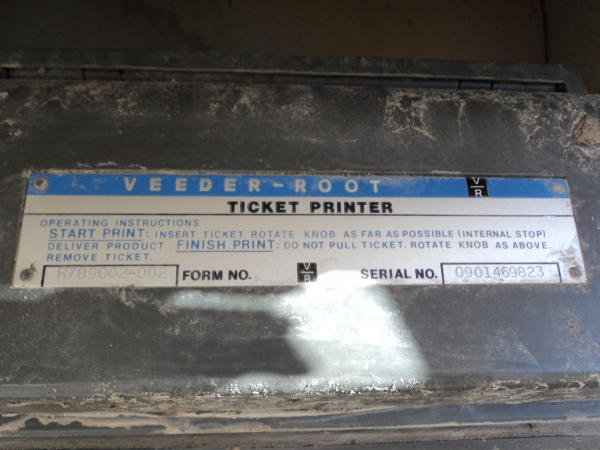 VEEDER-ROOT V/R
TICKET PRINTER
OPERATING INSTRUCTIONS
START PRINT: INSERT TICKET. ROTATE KNOB AS FAR AS POSSIBLE (INTERNAL STOP)
DELIVER PRODUCT FINISH PRINT: DO NOT PULL TICKET. ROTATE KNOB AS ABOVE.
REMOVE TICKET.
R789002-002 FORM NO. V/R SERIAL NO. 0901469823